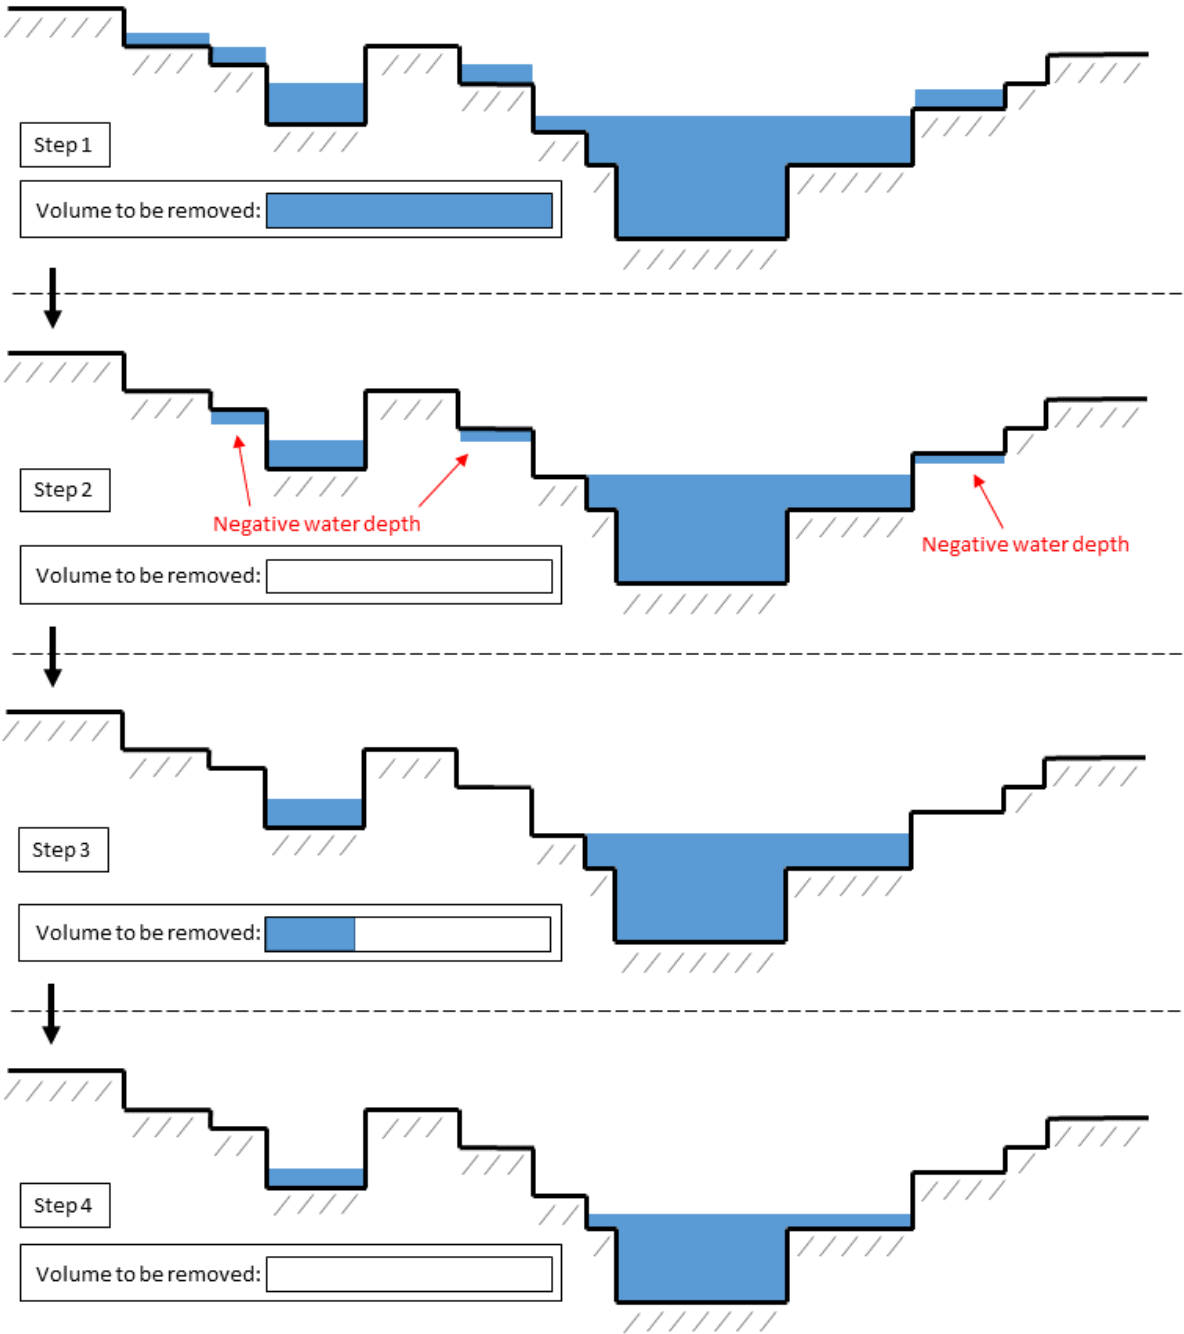 Step 1
Volume to be removed:
Step 2
Negative water depth
Negative water depth
Volume to be removed:
Step 3
Volume to be removed:
Step 4
Volume to be removed: